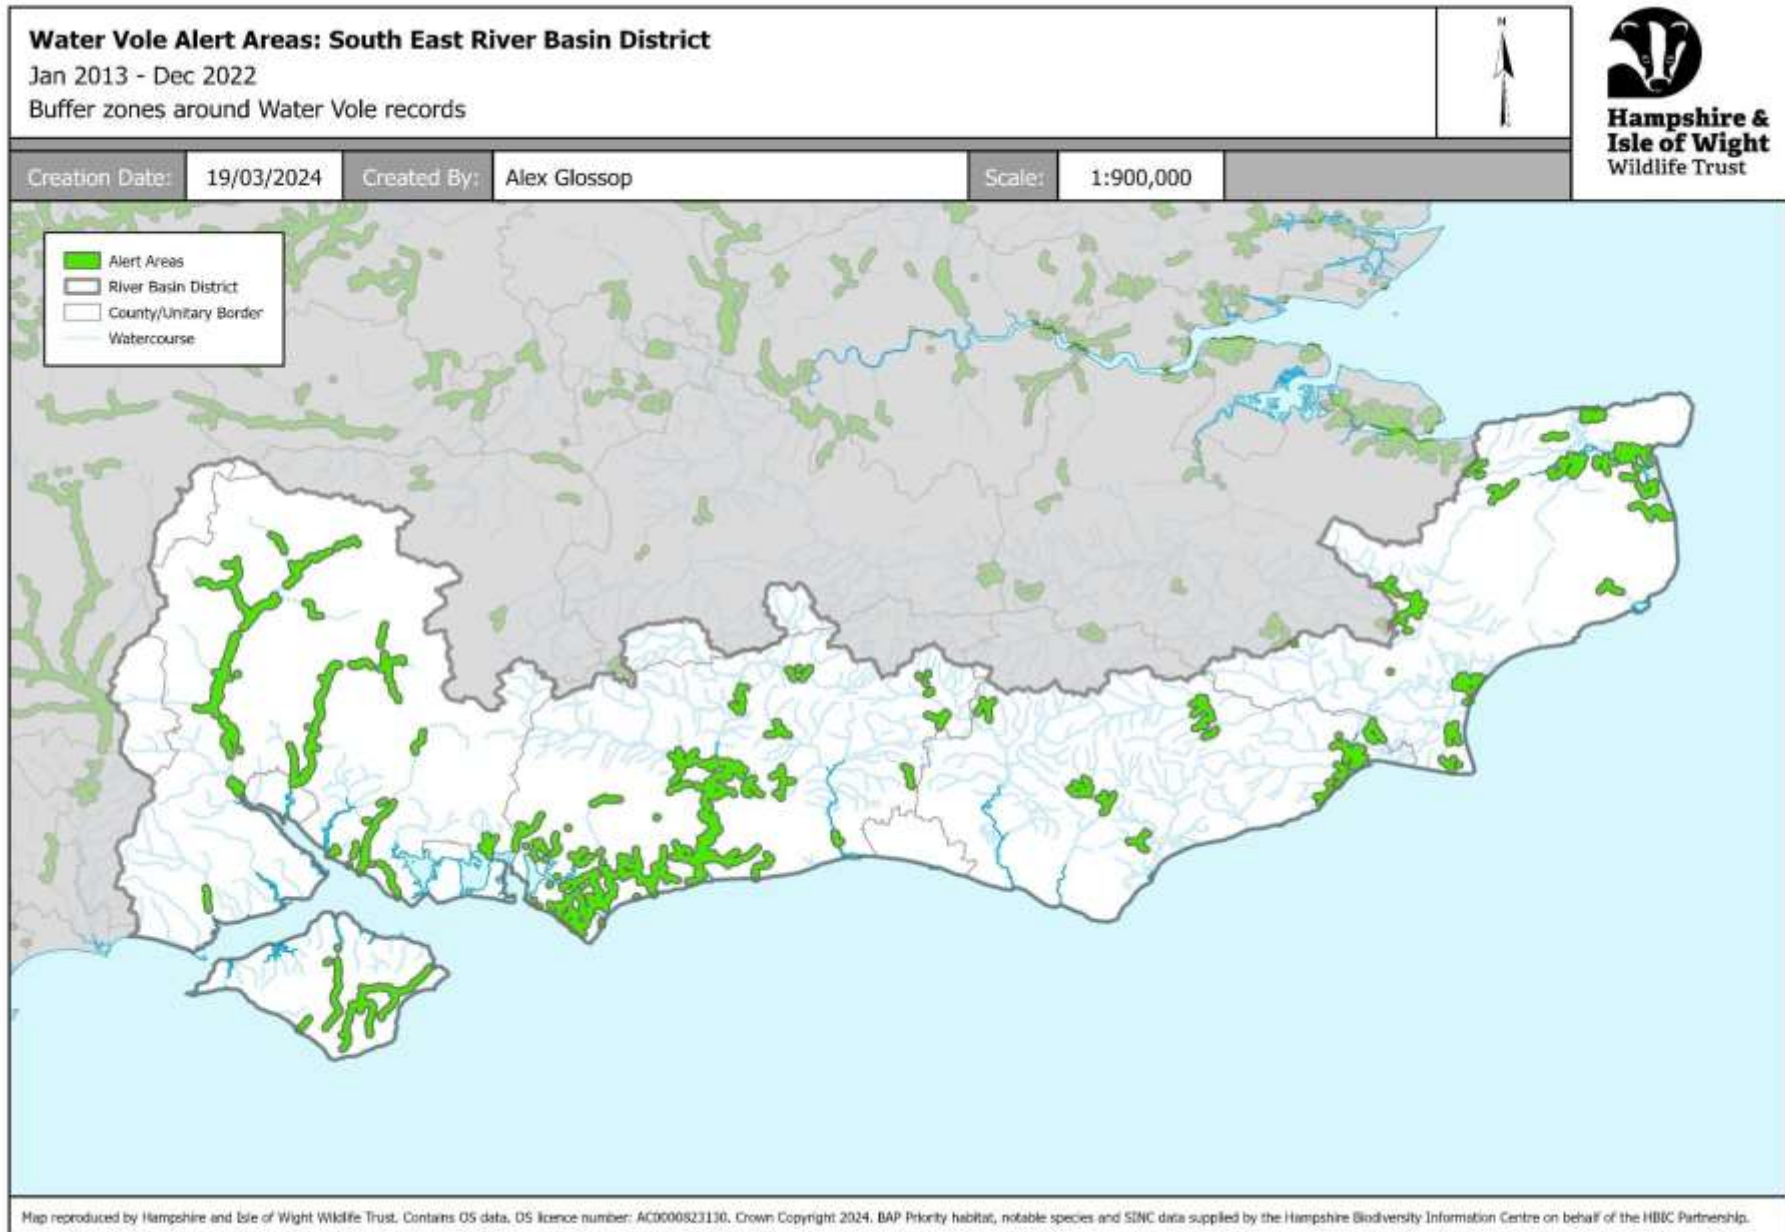 Water Vole Alert Areas: South East River Basin District
Jan 2013 - Dec 2022
Buffer zones around Water Vole records
N
Hampshire &
Isle of Wight
Wildlife Trust
Creation Date: 19/03/2024 Created By: Alex Glossop Scale: 1:900,000
Alert Areas
River Basin District
County/Unitary Border
Watercourse
Map reproduced by Hampshire and Isle of Wight Wildlife Trust. Contains OS data. OS licence number: AC0000823130. Crown Copyright 2024. BAP Priority habitat, notable species and SINC data supplied by the Hampshire Biodiversity Information Centre on behalf of the HBIC Partnership.